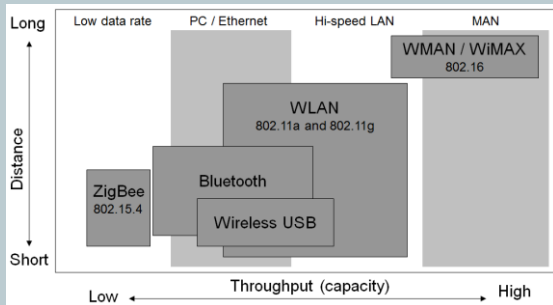 Long
Low data rate
PC / Ethernet
Hi-speed LAN
MAN
WMAN / WiMAX
802.16
WLAN
802.11a and 802.11g
Distance
Bluetooth
ZigBee
802.15.4
Wireless USB
Short
Throughput (capacity)
Low
High